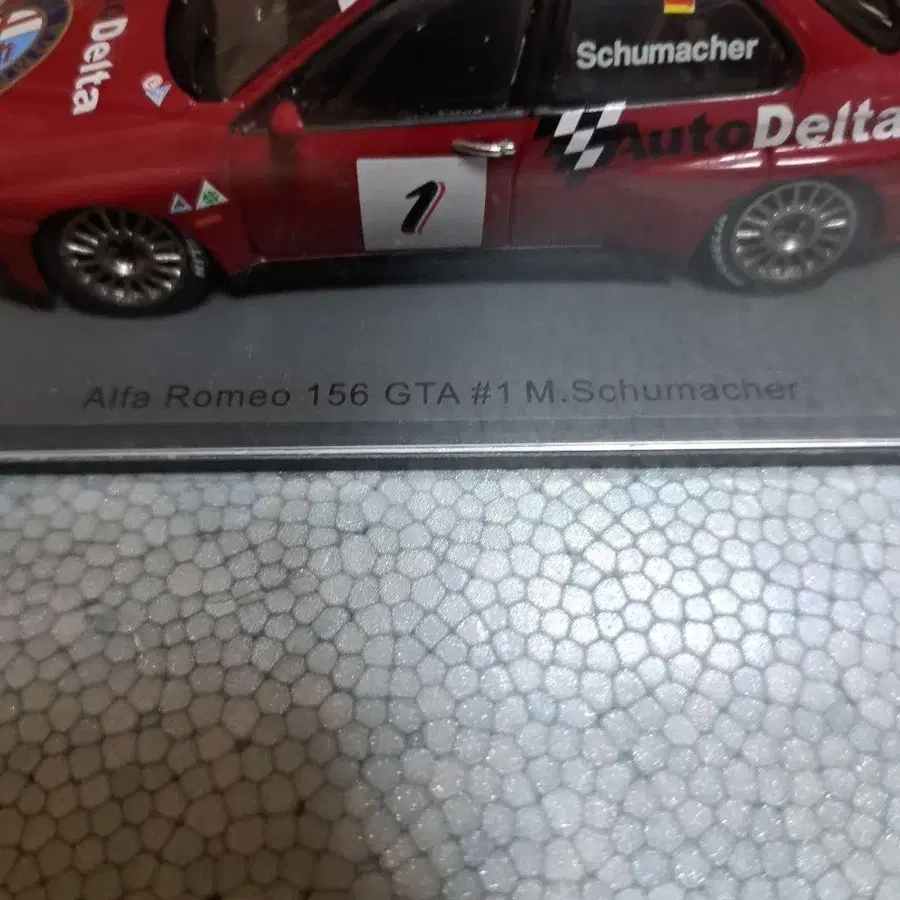 Delta
Schumacher
AutoDelta
1
Alfa Romeo 156 GTA #1 M.Schumacher